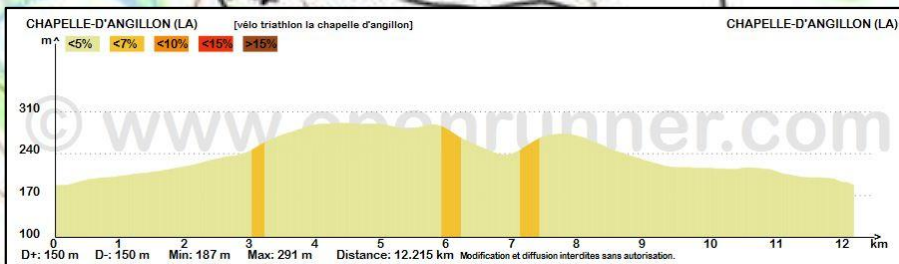 CHAPELLE-D'ANGILLON (LA) [vélo triathlon la chapelle d'angillon] CHAPELLE-D'ANGILLON (LA)
m <5% <7% <10% <15% >15%
310
© www.openrunner.com
240
170
100
0 1 2 3 4 5 6 7 8 9 10 11 12 km
D+: 150 m D-: 150 m Min: 187 m Max: 291 m Distance: 12.215 km Modification et diffusion interdites sans autorisation.